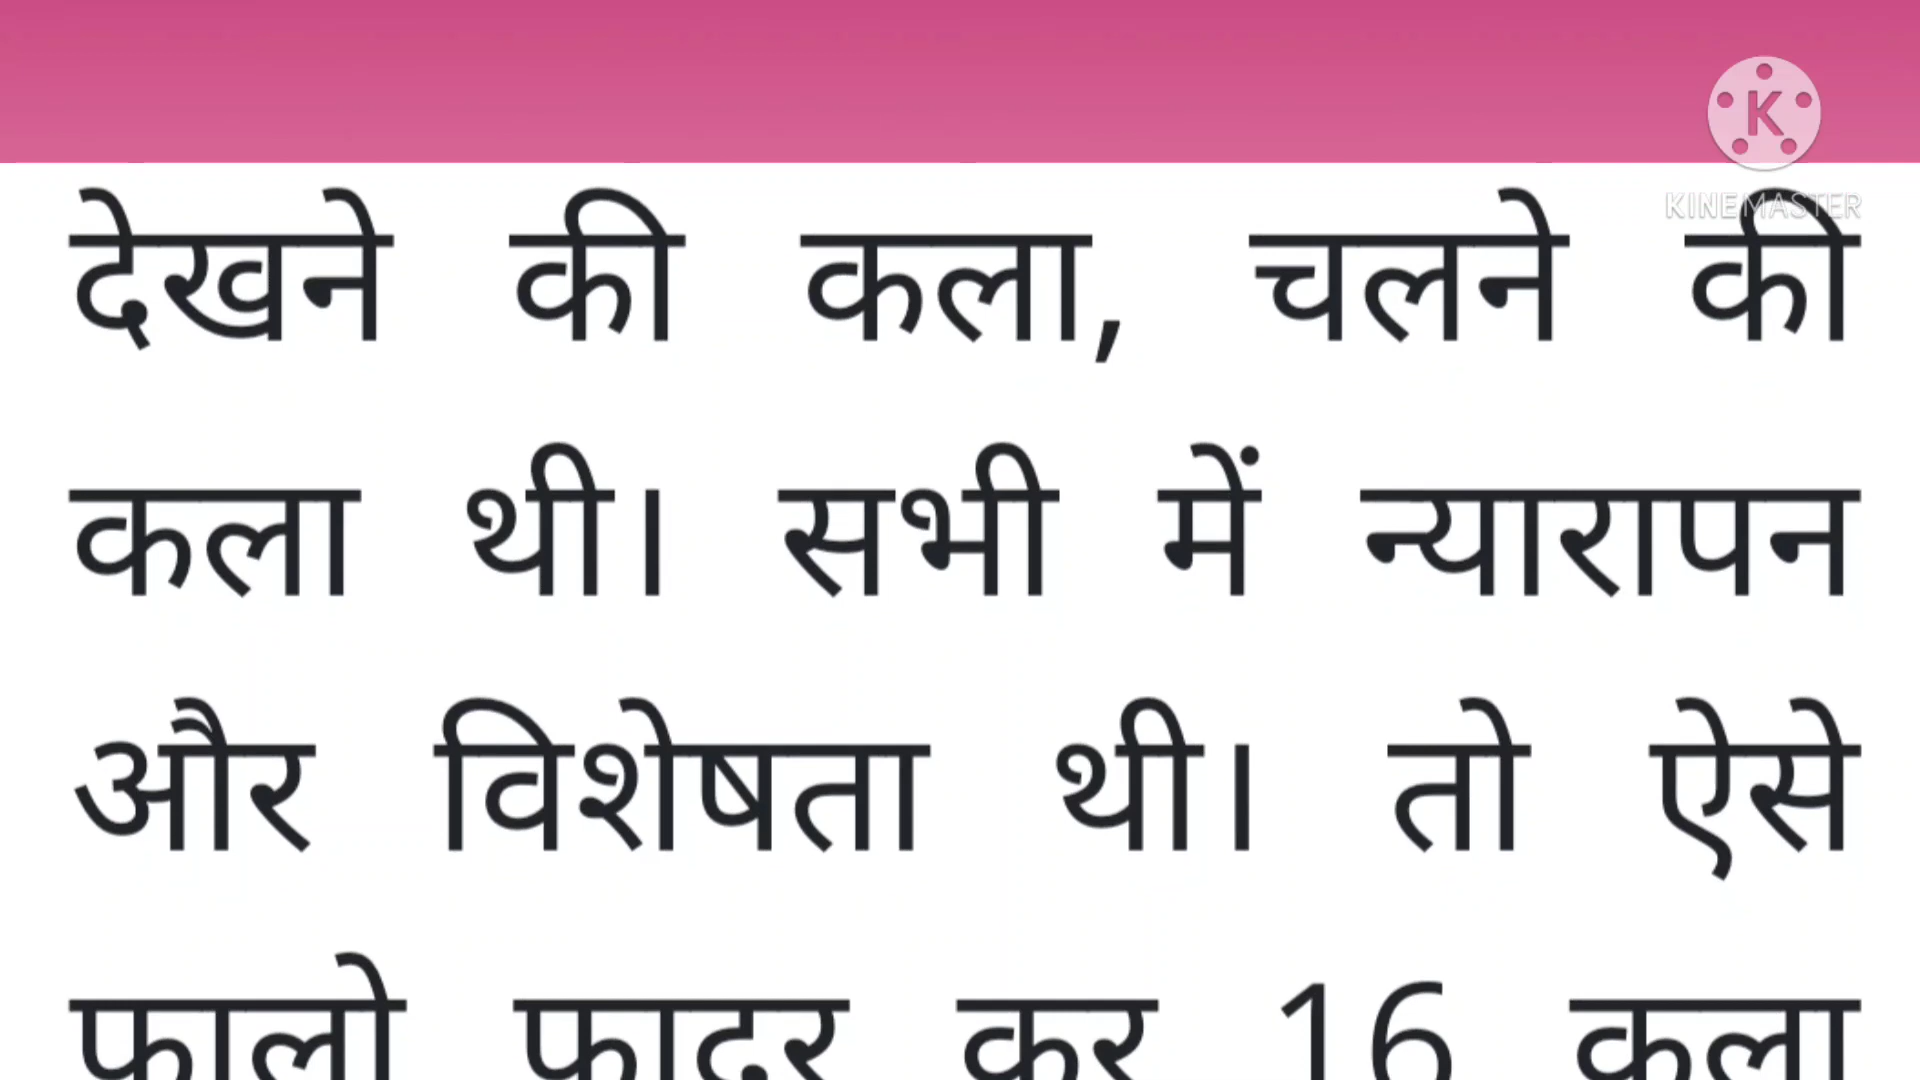 K
KINEMASTER
देखने की कला, चलने की
कला थी। सभी में न्यारापन
और विशेषता थी। तो ऐसे
फालो फादर कर 16 कला